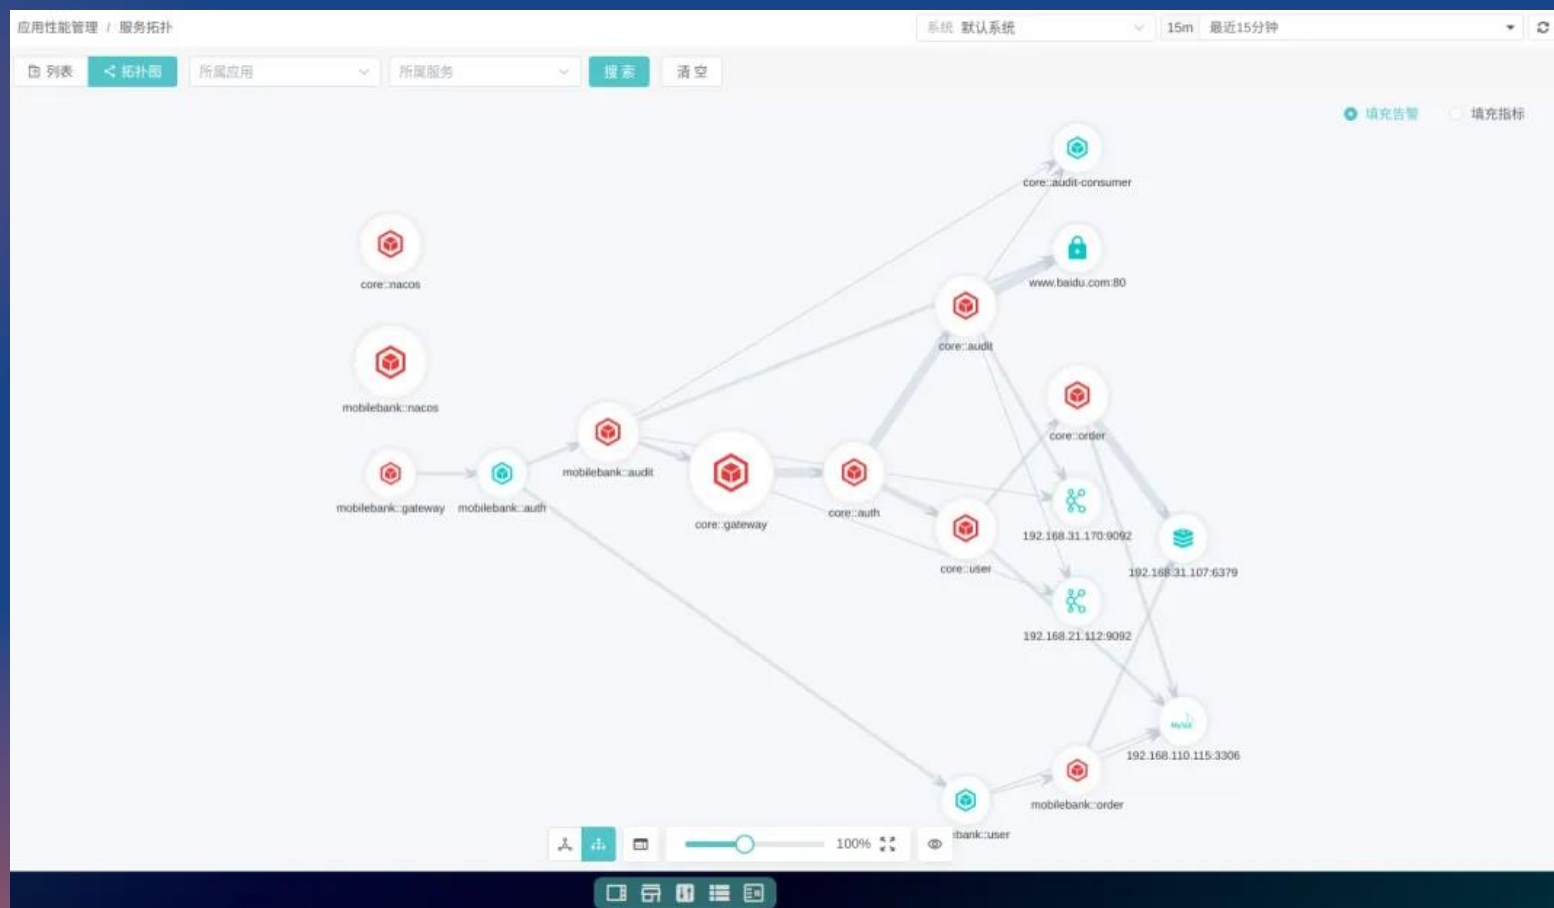 应用性能管理 / 服务拓扑
系统 默认系统
15m 最近15分钟
列表
拓扑图
所属应用
所属服务
搜索
清空
填充告警
填充指标
core::audit-consumer
core::nacos
www.baidu.com:80
core::audit
mobilebank::nacos
core::order
mobilebank::audit
mobilebank::gateway
mobilebank::auth
core::gateway
core::auth
192.168.31.170:9092
core::user
192.168.31.107:6379
192.168.21.112:9092
MySQL
192.168.110.115:3306
mobilebank::order
bank::user
100%